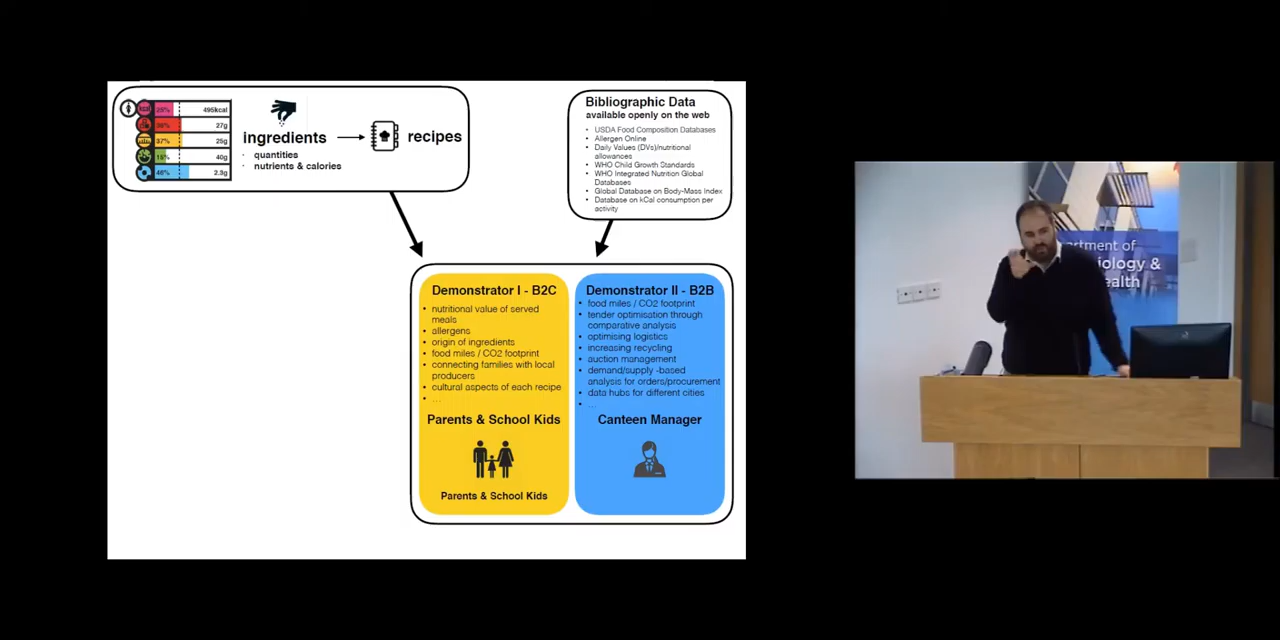 28%
495kcal
38%
27g
37%
25g
15%
40g
46%
2.3g
ingredients
recipes
· quantities
· nutrients & calories
Bibliographic Data
available openly on the web
• USDA Food Composition Databases
• Allergen Online
• Daily Values (DVs)/nutritional
allowances
• WHO Child Growth Standards
• WHO Integrated Nutrition Global
Databases
• Global Database on Body-Mass Index
• Database on kCal consumption per
activity
Demonstrator I - B2C
• nutritional value of served
meals
• allergens
• origin of ingredients
• food miles / CO2 footprint
• connecting families with local
producers
• cultural aspects of each recipe
• ...
Parents & School Kids
Parents & School Kids
Demonstrator II - B2B
• food miles / CO2 footprint
• tender optimisation through
comparative analysis
• optimising logistics
• increasing recycling
• auction management
• demand/supply -based
analysis for orders/procurement
• data hubs for different cities
• ...
Canteen Manager
artment of
iology &
ealth